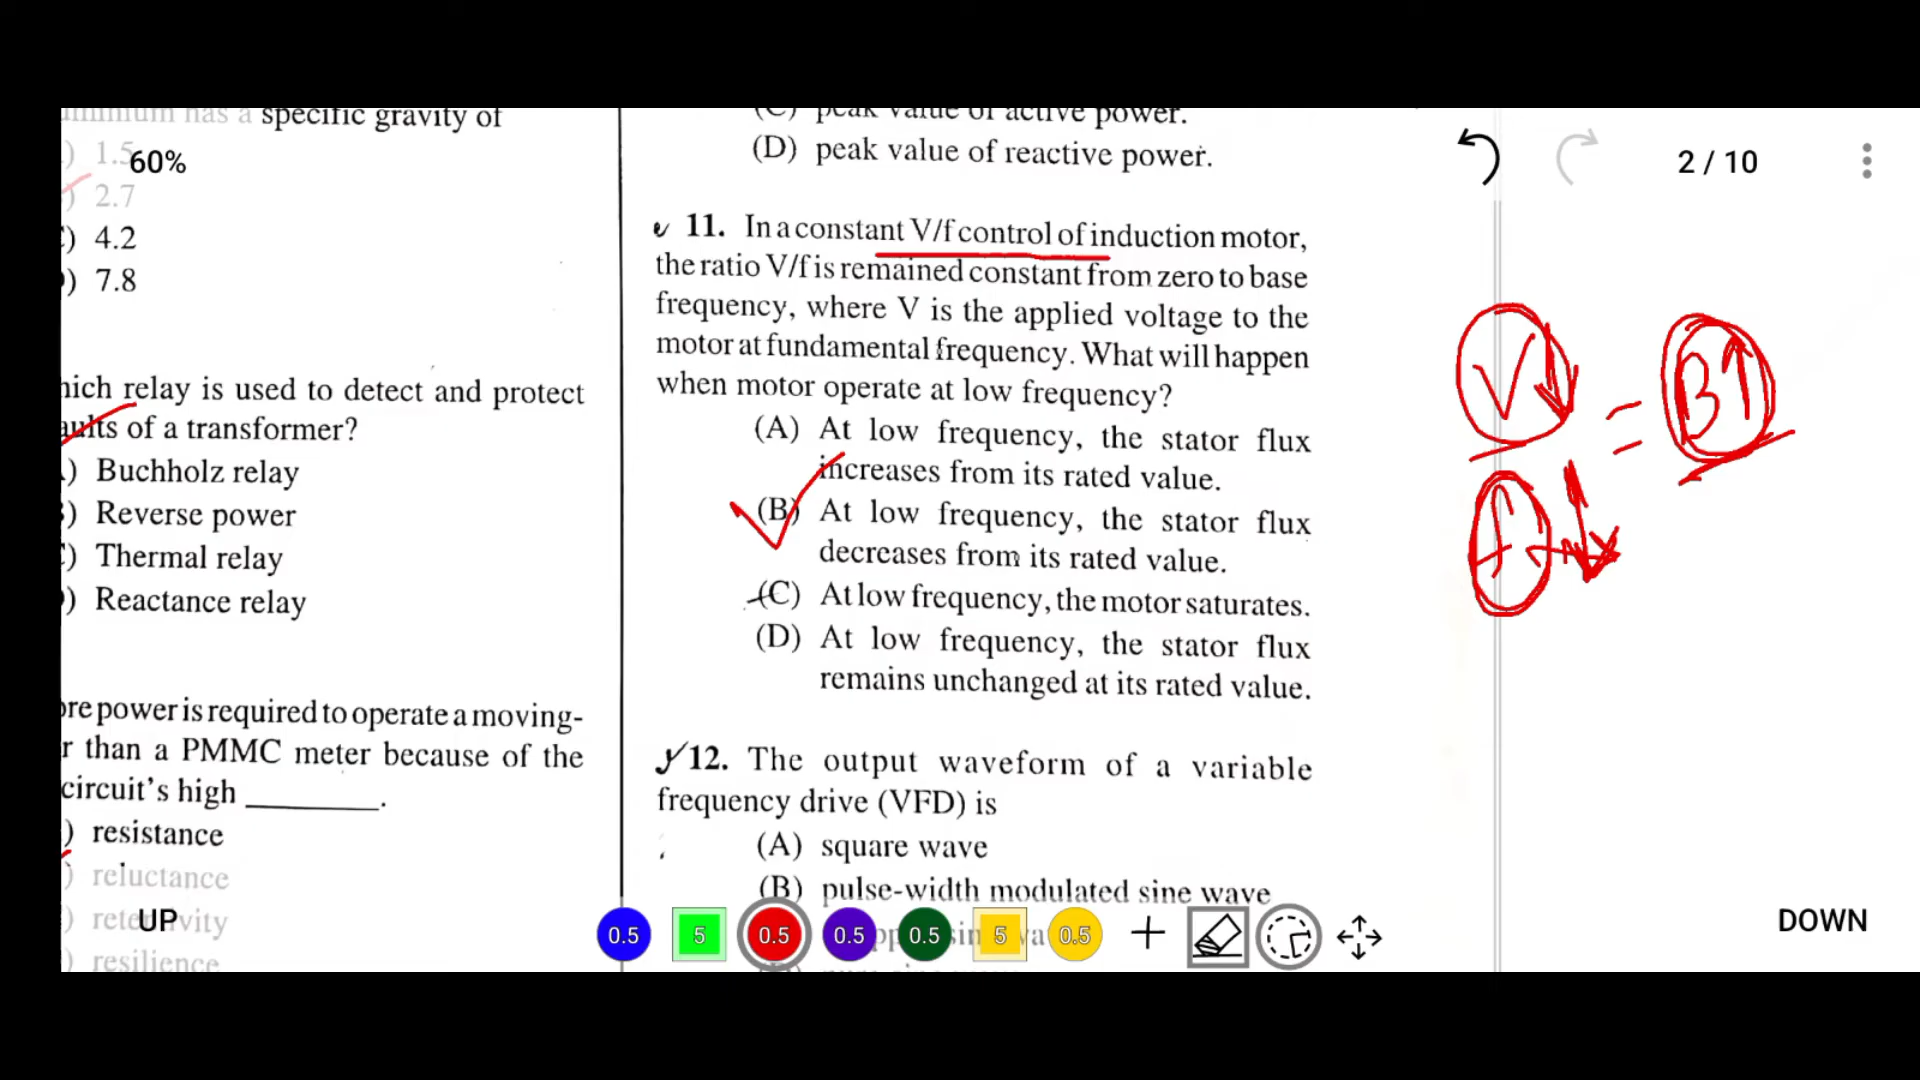 uminium has a specific gravity of
) 1.5
60%
) 2.7
) 4.2
) 7.8
hich relay is used to detect and protect
aults of a transformer?
) Buchholz relay
) Reverse power
) Thermal relay
) Reactance relay
ore power is required to operate a moving-
r than a PMMC meter because of the
circuit's high ________.
) resistance
) reluctance
) retentivity
UP
) resilience
(C) peak value of active power.
(D) peak value of reactive power.
11. In a constant V/f control of induction motor,
the ratio V/f is remained constant from zero to base
frequency, where V is the applied voltage to the
motor at fundamental frequency. What will happen
when motor operate at low frequency?
(A) At low frequency, the stator flux
increases from its rated value.
(B) At low frequency, the stator flux
decreases from its rated value.
(C) At low frequency, the motor saturates.
(D) At low frequency, the stator flux
remains unchanged at its rated value.
12. The output waveform of a variable
frequency drive (VFD) is
(A) square wave
(B) pulse-width modulated sine wave
0.5 5 0.5 0.5 0.5 5 0.5
2 / 10
V = B
f
DOWN